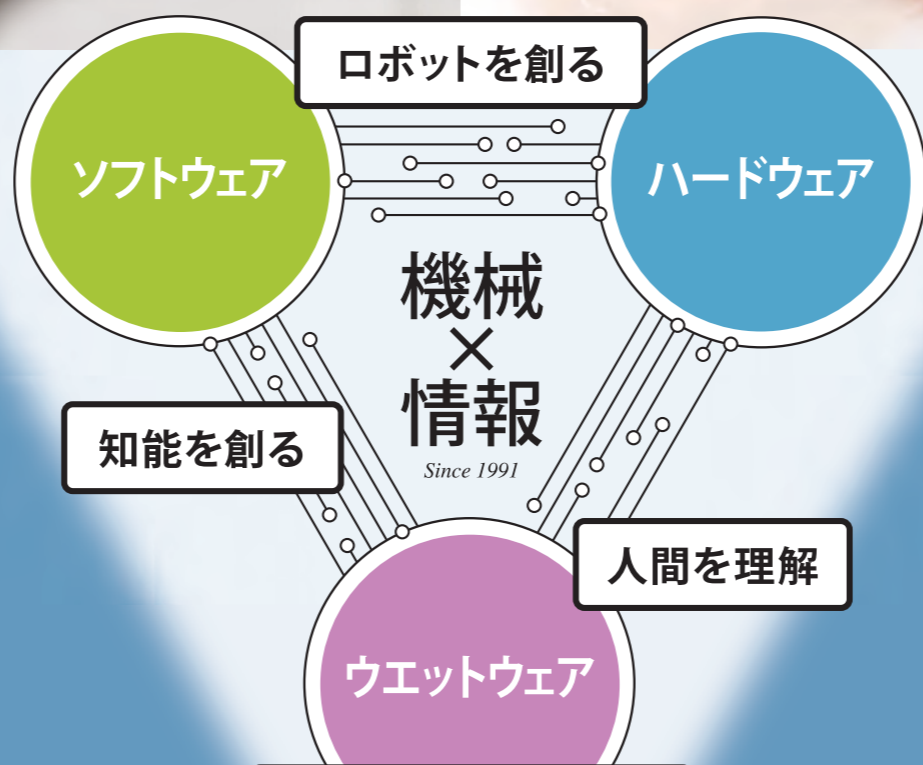 ロボットを創る
ソフトウェア
ハードウェア
機械
×
情報
Since 1991
知能を創る
人間を理解
ウエットウェア